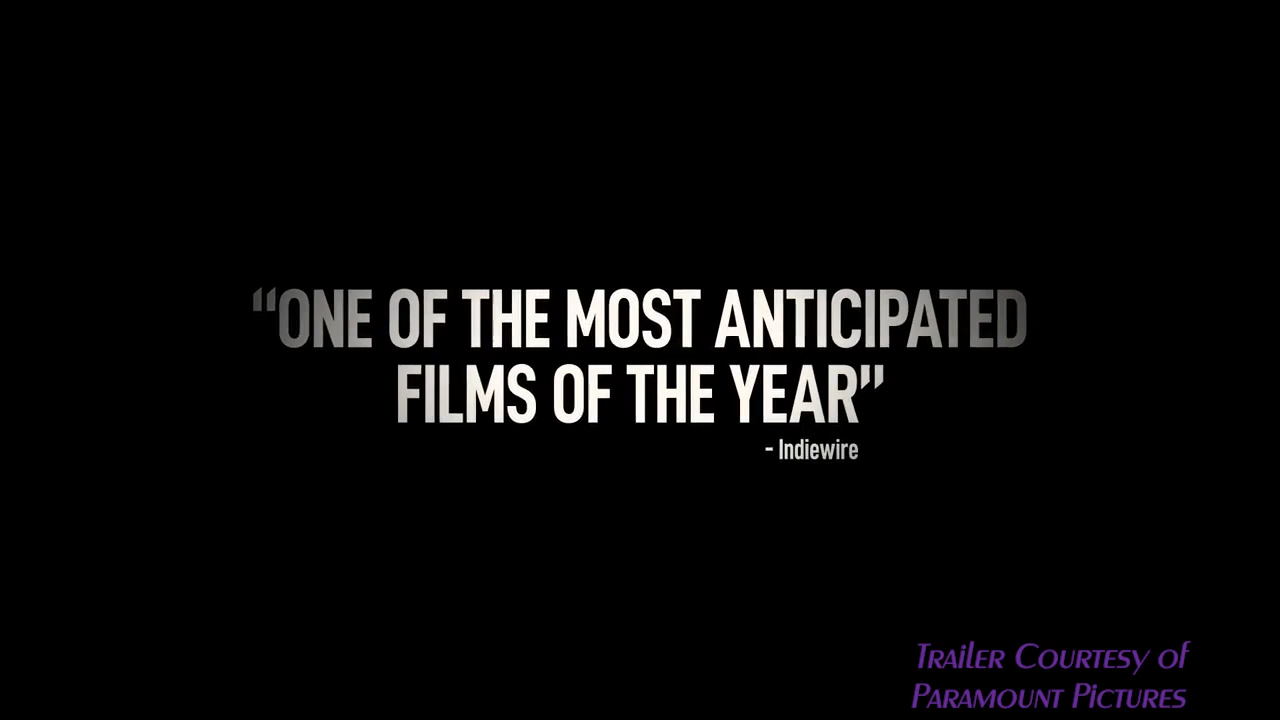 “ONE OF THE MOST ANTICIPATED
FILMS OF THE YEAR”
- Indiewire
Trailer Courtesy of
Paramount Pictures